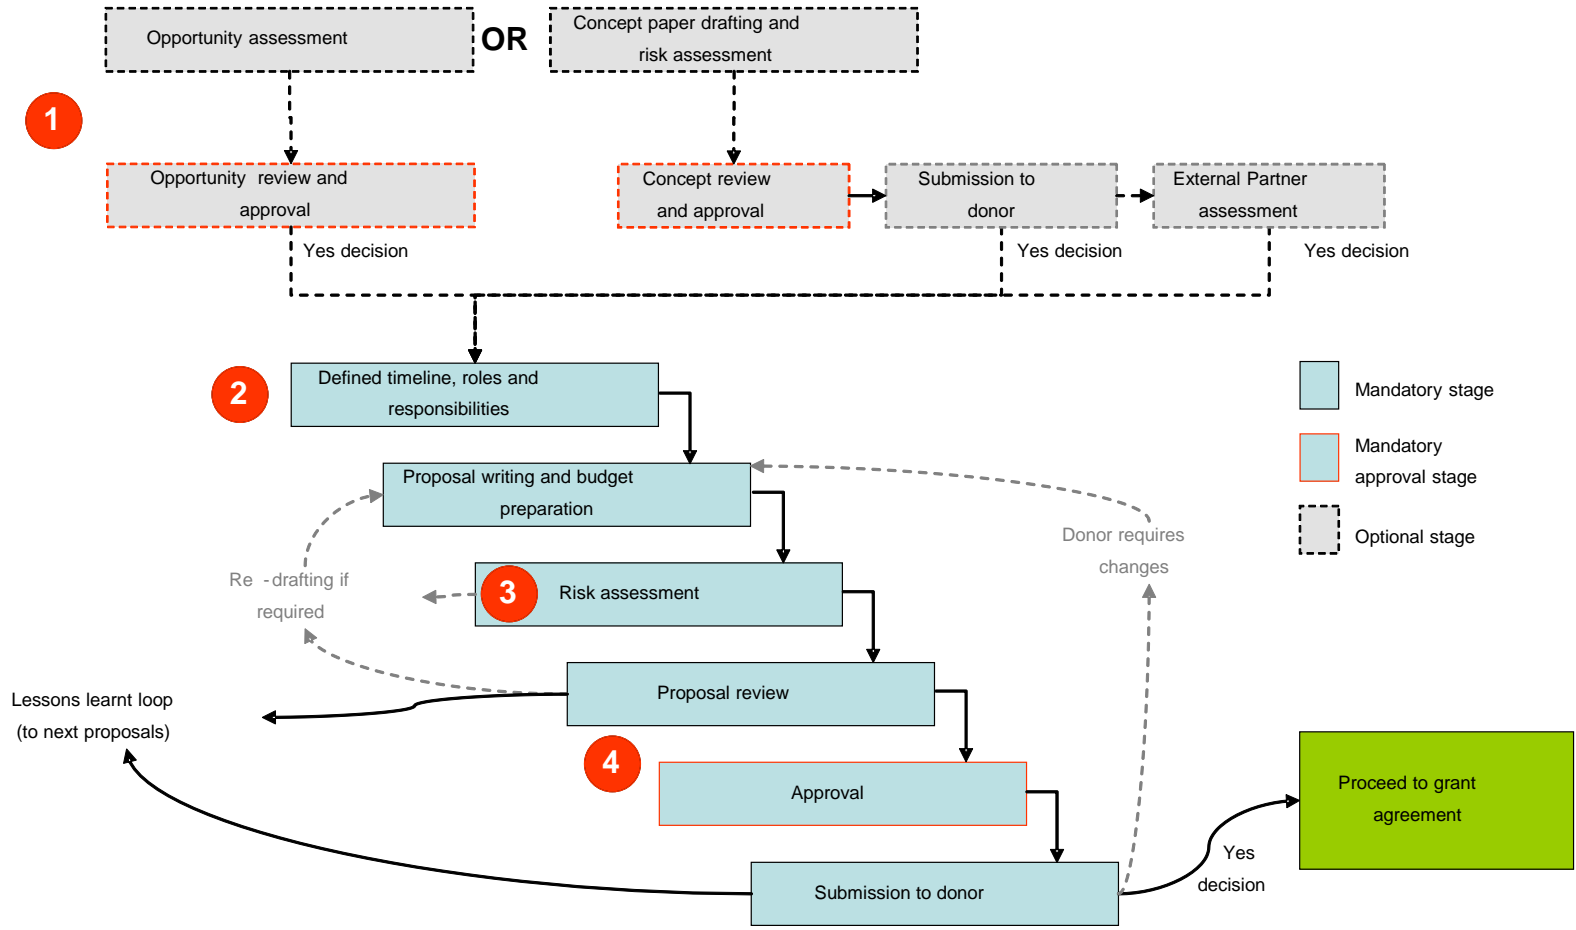 Opportunity assessment
OR
Concept paper drafting and
risk assessment
1
Opportunity review and
approval
Concept review
and approval
Submission to
donor
External Partner
assessment
Yes decision
Yes decision
Yes decision
2
Defined timeline, roles and
responsibilities
Mandatory stage
Mandatory
approval stage
Optional stage
Proposal writing and budget
preparation
Donor requires
changes
Re - drafting if
required
3
Risk assessment
Proposal review
Lessons learnt loop
(to next proposals)
4
Approval
Proceed to grant
agreement
Yes
decision
Submission to donor